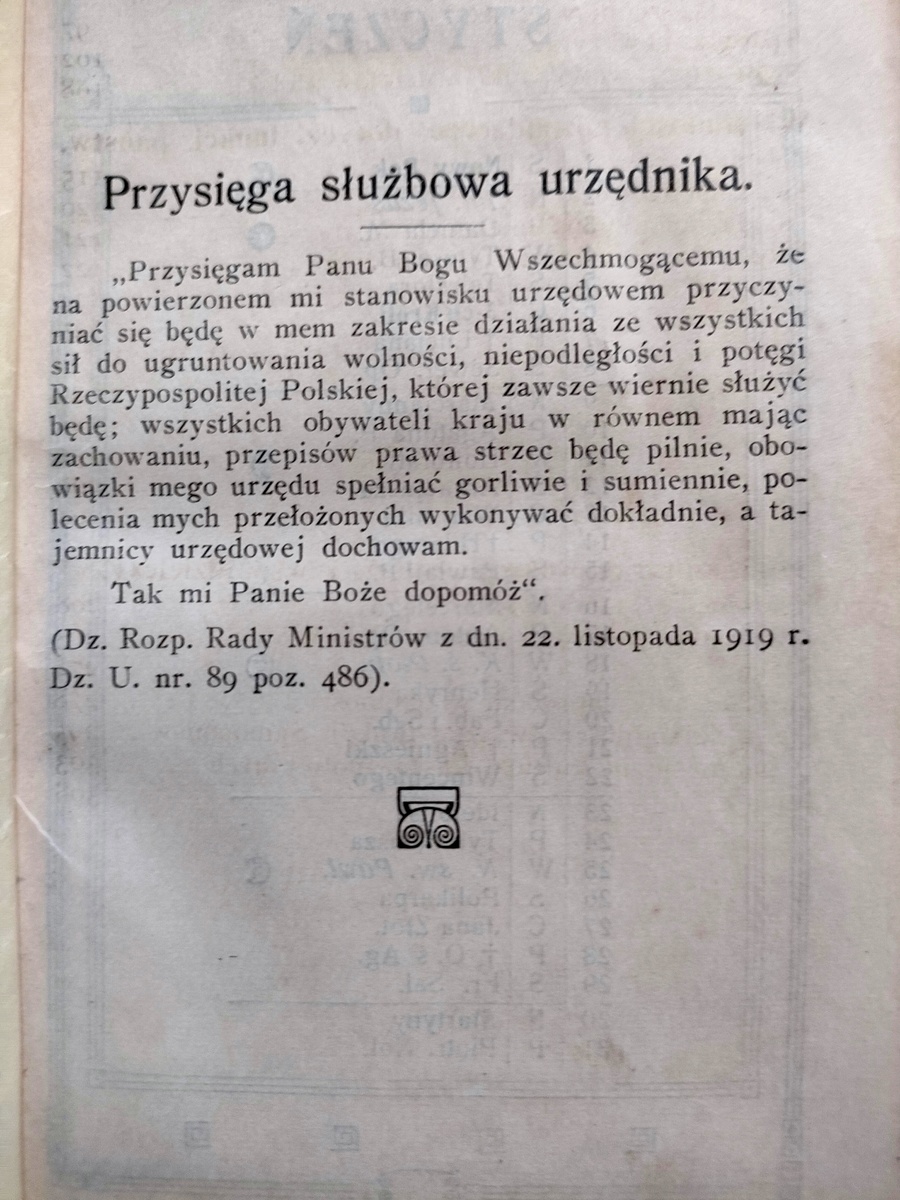 Przysięga służbowa urzędnika.
„Przysięgam Panu Bogu Wszechmogącemu, że
na powierzonem mi stanowisku urzędowem przyczy-
niać się będę w mem zakresie działania ze wszystkich
sił do ugruntowania wolności, niepodległości i potęgi
Rzeczypospolitej Polskiej, której zawsze wiernie służyć
będę; wszystkich obywateli kraju w równem mając
zachowaniu, przepisów prawa strzec będę pilnie, obo-
wiązki mego urzędu spełniać gorliwie i sumiennie, po-
lecenia mych przełożonych wykonywać dokładnie, a ta-
jemnicy urzędowej dochowam.
Tak mi Panie Boże dopomóż“.
(Dz. Rozp. Rady Ministrów z dn. 22. listopada 1919 r.
Dz. U. nr. 89 poz. 486).